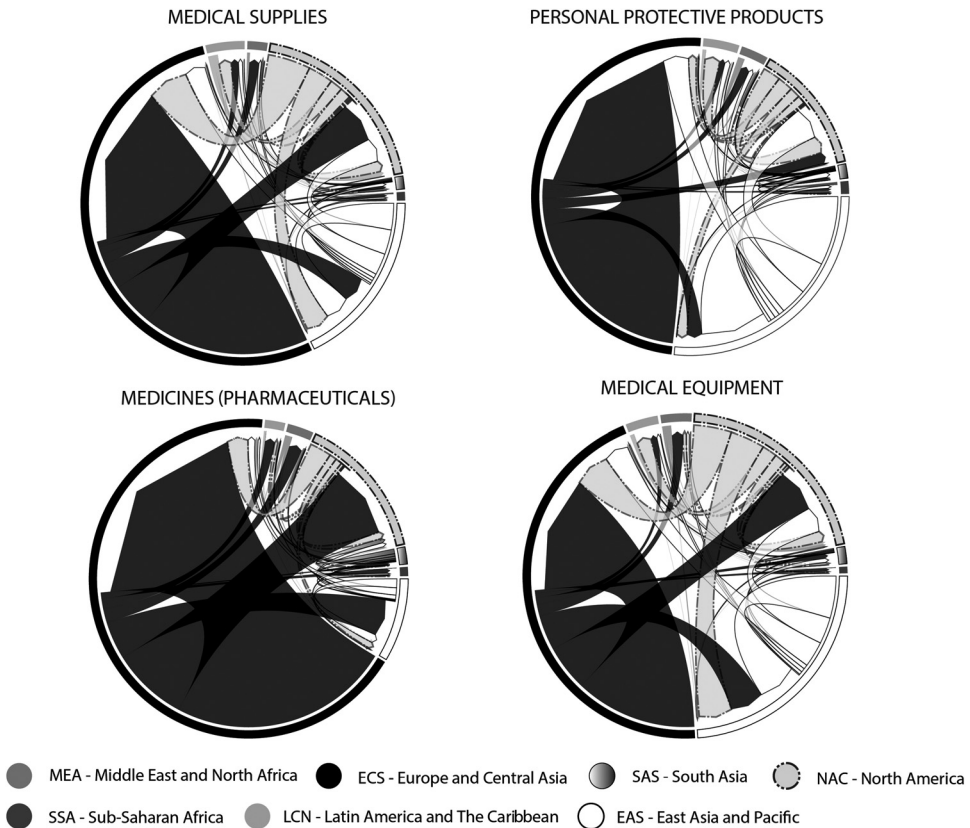 MEDICAL SUPPLIES
PERSONAL PROTECTIVE PRODUCTS
MEDICINES (PHARMACEUTICALS)
MEDICAL EQUIPMENT
MEA - Middle East and North Africa
ECS - Europe and Central Asia
SAS - South Asia
NAC - North America
SSA - Sub-Saharan Africa
LCN - Latin America and The Caribbean
EAS - East Asia and Pacific